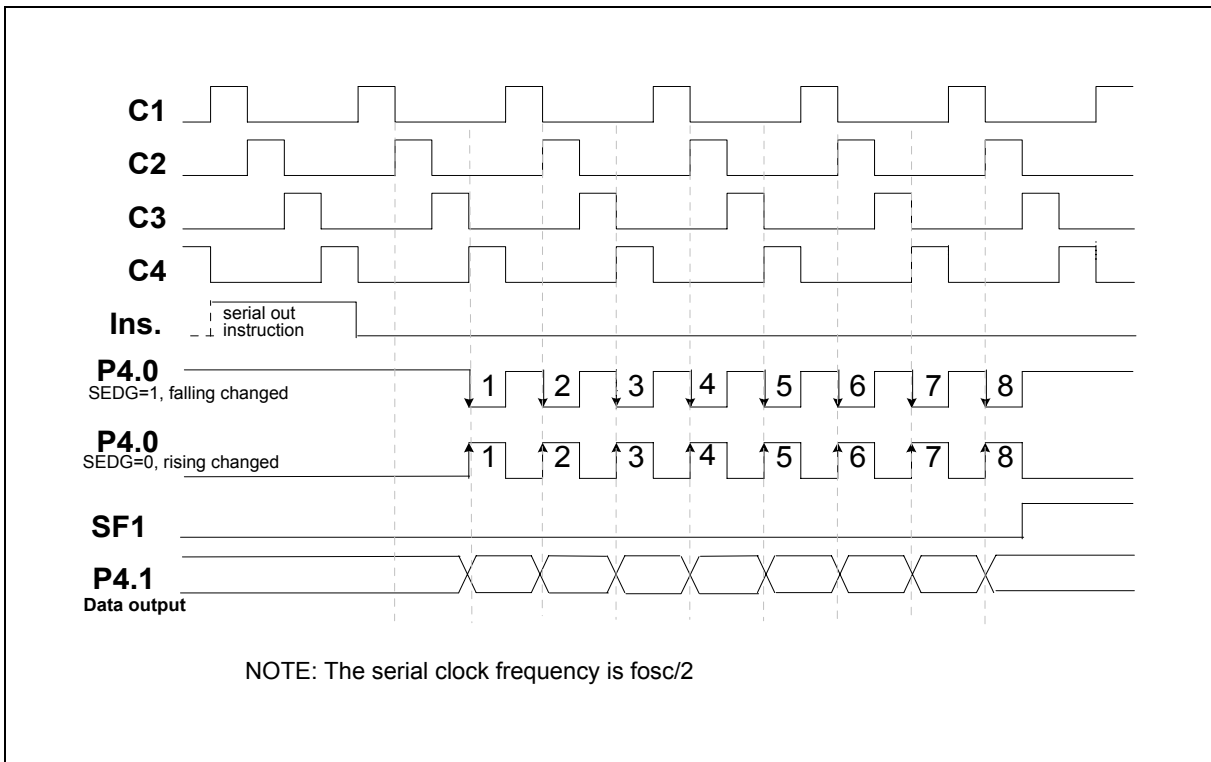 C1
C2
C3
C4
Ins.
serial out
instruction
P4.0
SEDG=1, falling changed
1 2 3 4 5 6 7 8
P4.0
SEDG=0, rising changed
1 2 3 4 5 6 7 8
SF1
P4.1
Data output
NOTE: The serial clock frequency is fosc/2